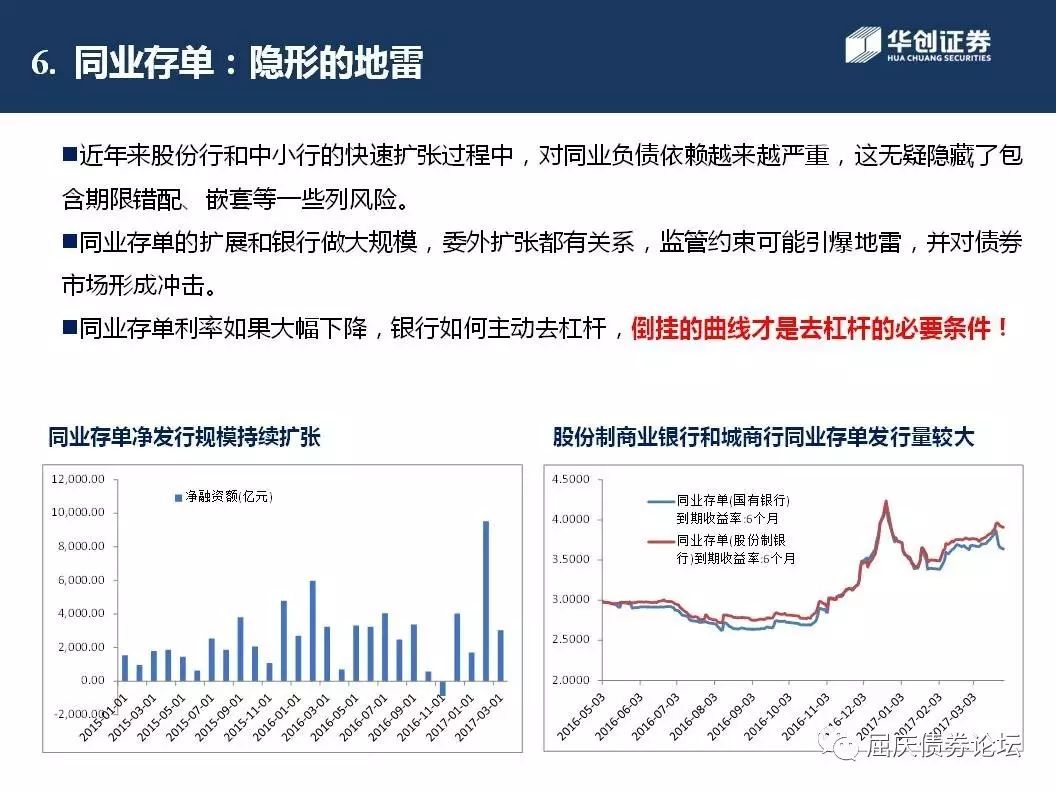 6. 同业存单：隐形的地雷
华创证券
HUA CHUANG SECURITIES
■近年来股份行和中小行的快速扩张过程中，对同业负债依赖越来越严重，这无疑隐藏了包
含期限错配、嵌套等一些列风险。
■同业存单的扩展和银行做大规模，委外扩张都有关系，监管约束可能引爆地雷，并对债券
市场形成冲击。
■同业存单利率如果大幅下降，银行如何主动去杠杆，倒挂的曲线才是去杠杆的必要条件！
同业存单净发行规模持续扩张
12,000.00
10,000.00
8,000.00
6,000.00
4,000.00
2,000.00
0.00
-2,000.00
净融资额(亿元)
2015-01-01
2015-03-01
2015-05-01
2015-07-01
2015-09-01
2015-11-01
2016-01-01
2016-03-01
2016-05-01
2016-07-01
2016-09-01
2016-11-01
2017-01-01
2017-03-01
股份制商业银行和城商行同业存单发行量较大
4.5000
4.0000
3.5000
3.0000
2.5000
2.0000
同业存单(国有银行)
到期收益率:6个月
同业存单(股份制银
行)到期收益率:6个月
2016-05-03
2016-06-03
2016-07-03
2016-08-03
2016-09-03
2016-10-03
2016-11-03
2016-12-03
2017-01-03
2017-02-03
2017-03-03
屈庆债券论坛